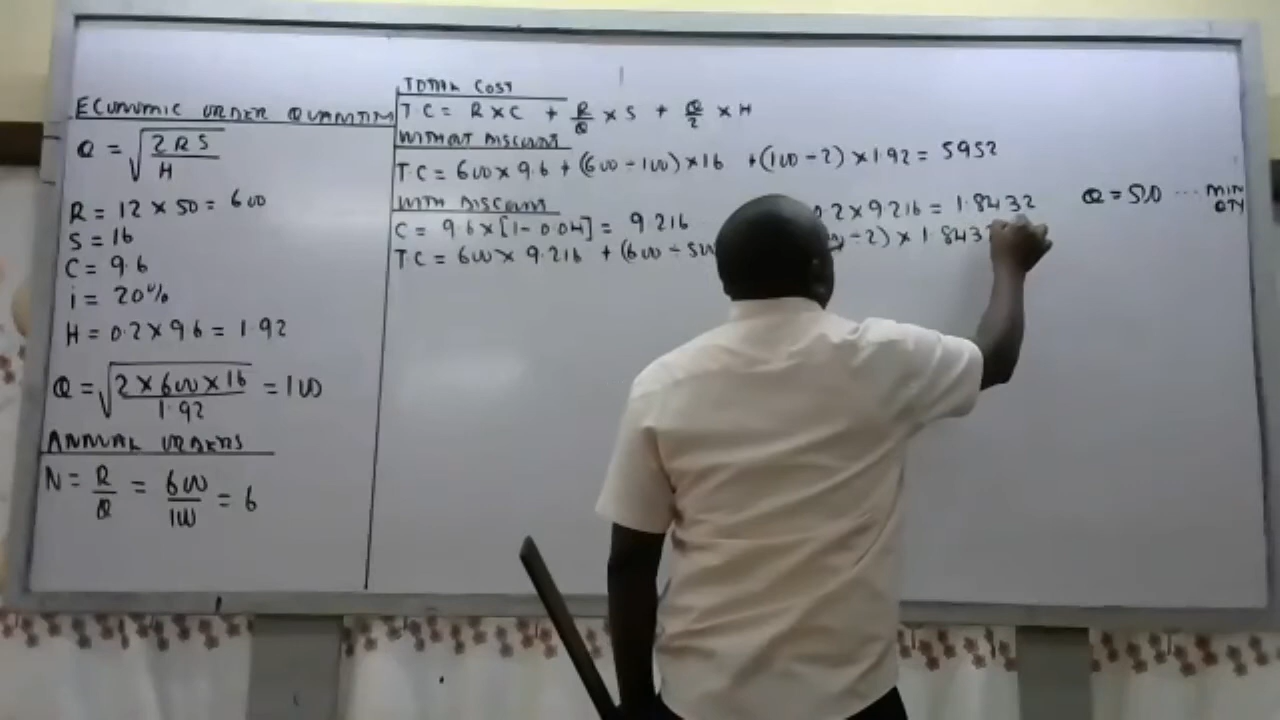 ECONOMIC ORDER QUANTITY
Q = √(2RS / H)
R = 12 × 50 = 600
S = 16
C = 9.6
i = 20%
H = 0.2 × 9.6 = 1.92
Q = √(2 × 600 × 16 / 1.92) = 100
ANNUAL ORDERS
N = R/Q = 600/100 = 6
TOTAL COST
TC = R×C + R/Q × S + Q/2 × H
WITHOUT DISCOUNT
TC = 600 × 9.6 + (600 ÷ 100) × 16 + (100 ÷ 2) × 1.92 = 5952
WITH DISCOUNT
C = 9.6 × [1 - 0.04] = 9.216 0.2 × 9.216 = 1.8432 Q = 500 ... MIN QTY
TC = 600 × 9.216 + (600 ÷ 500 ÷ 2) × 1.8432